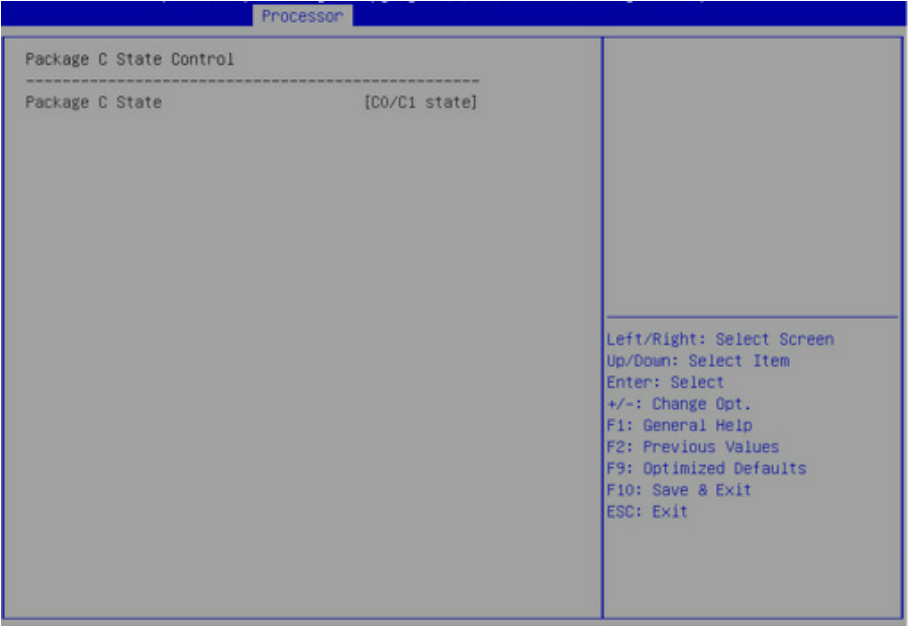 Processor
Package C State Control
------------------------------------------------
Package C State [C0/C1 state]
Left/Right: Select Screen
Up/Down: Select Item
Enter: Select
+/-: Change Opt.
F1: General Help
F2: Previous Values
F9: Optimized Defaults
F10: Save & Exit
ESC: Exit